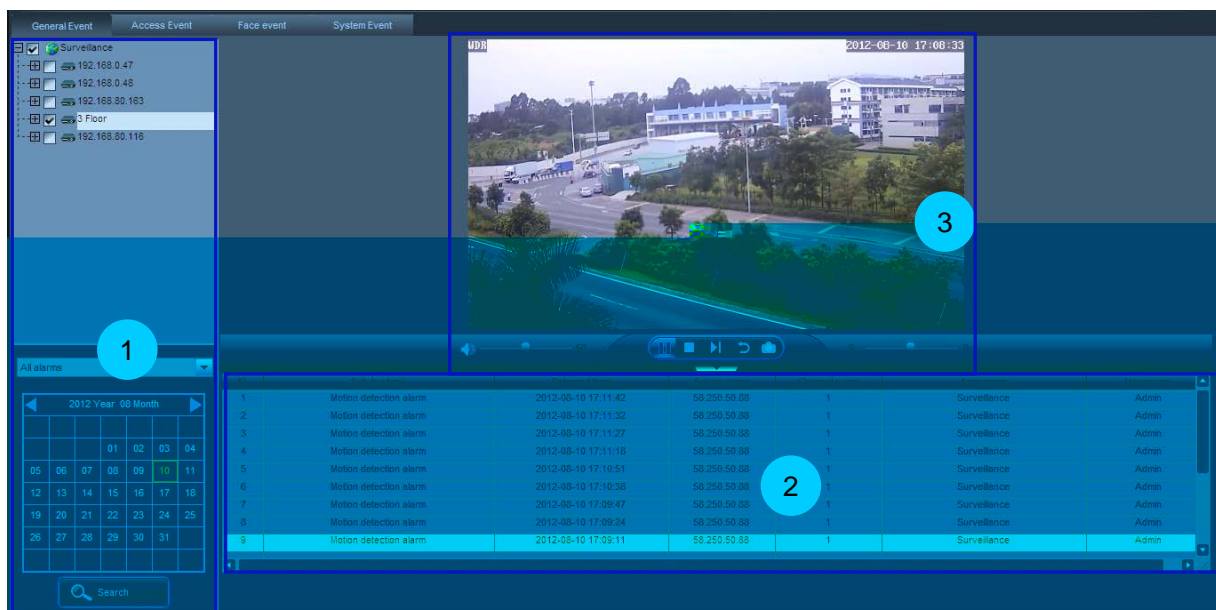 General Event Access Event Face event System Event
Surveillance
192.168.0.47
192.168.0.48
192.168.80.163
3 Floor
192.168.80.116
WDR 2012-08-10 17:08:33
3
1
All alarms
2012 Year 08 Month
01 02 03 04
05 06 07 08 09 10 11
12 13 14 15 16 17 18
19 20 21 22 23 24 25
26 27 28 29 30 31
Search
1 Motion detection alarm 2012-08-10 17:11:42 58.250.50.88 1 Surveillance Admin
2 Motion detection alarm 2012-08-10 17:11:32 58.250.50.88 1 Surveillance Admin
3 Motion detection alarm 2012-08-10 17:11:27 58.250.50.88 1 Surveillance Admin
4 Motion detection alarm 2012-08-10 17:11:18 58.250.50.88 1 Surveillance Admin
5 Motion detection alarm 2012-08-10 17:10:51 58.250.50.88 1 Surveillance Admin
6 Motion detection alarm 2012-08-10 17:10:38 58.250.50.88 1 Surveillance Admin
2
7 Motion detection alarm 2012-08-10 17:09:47 58.250.50.88 1 Surveillance Admin
8 Motion detection alarm 2012-08-10 17:09:24 58.250.50.88 1 Surveillance Admin
9 Motion detection alarm 2012-08-10 17:09:11 58.250.50.88 1 Surveillance Admin